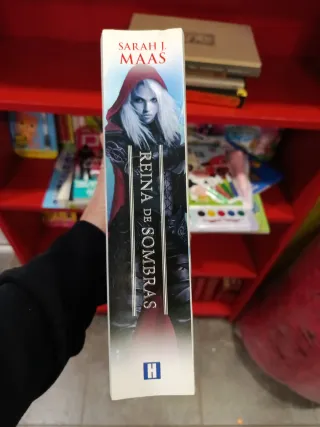 SARAH J.
MAAS
REINA DE SOMBRAS
H